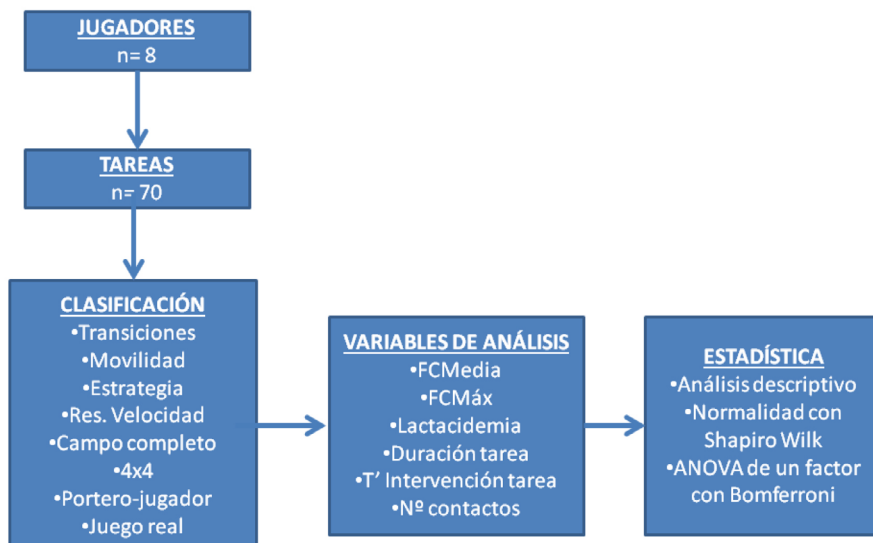 JUGADORES
n= 8
TAREAS
n= 70
CLASIFICACIÓN
•Transiciones
•Movilidad
•Estrategia
•Res. Velocidad
•Campo completo
•4x4
•Portero-jugador
•Juego real
VARIABLES DE ANÁLISIS
•FCMedia
•FCMáx
•Lactacidemia
•Duración tarea
•T’ Intervención tarea
•Nº contactos
ESTADÍSTICA
•Análisis descriptivo
•Normalidad con
Shapiro Wilk
•ANOVA de un factor
con Bomferroni